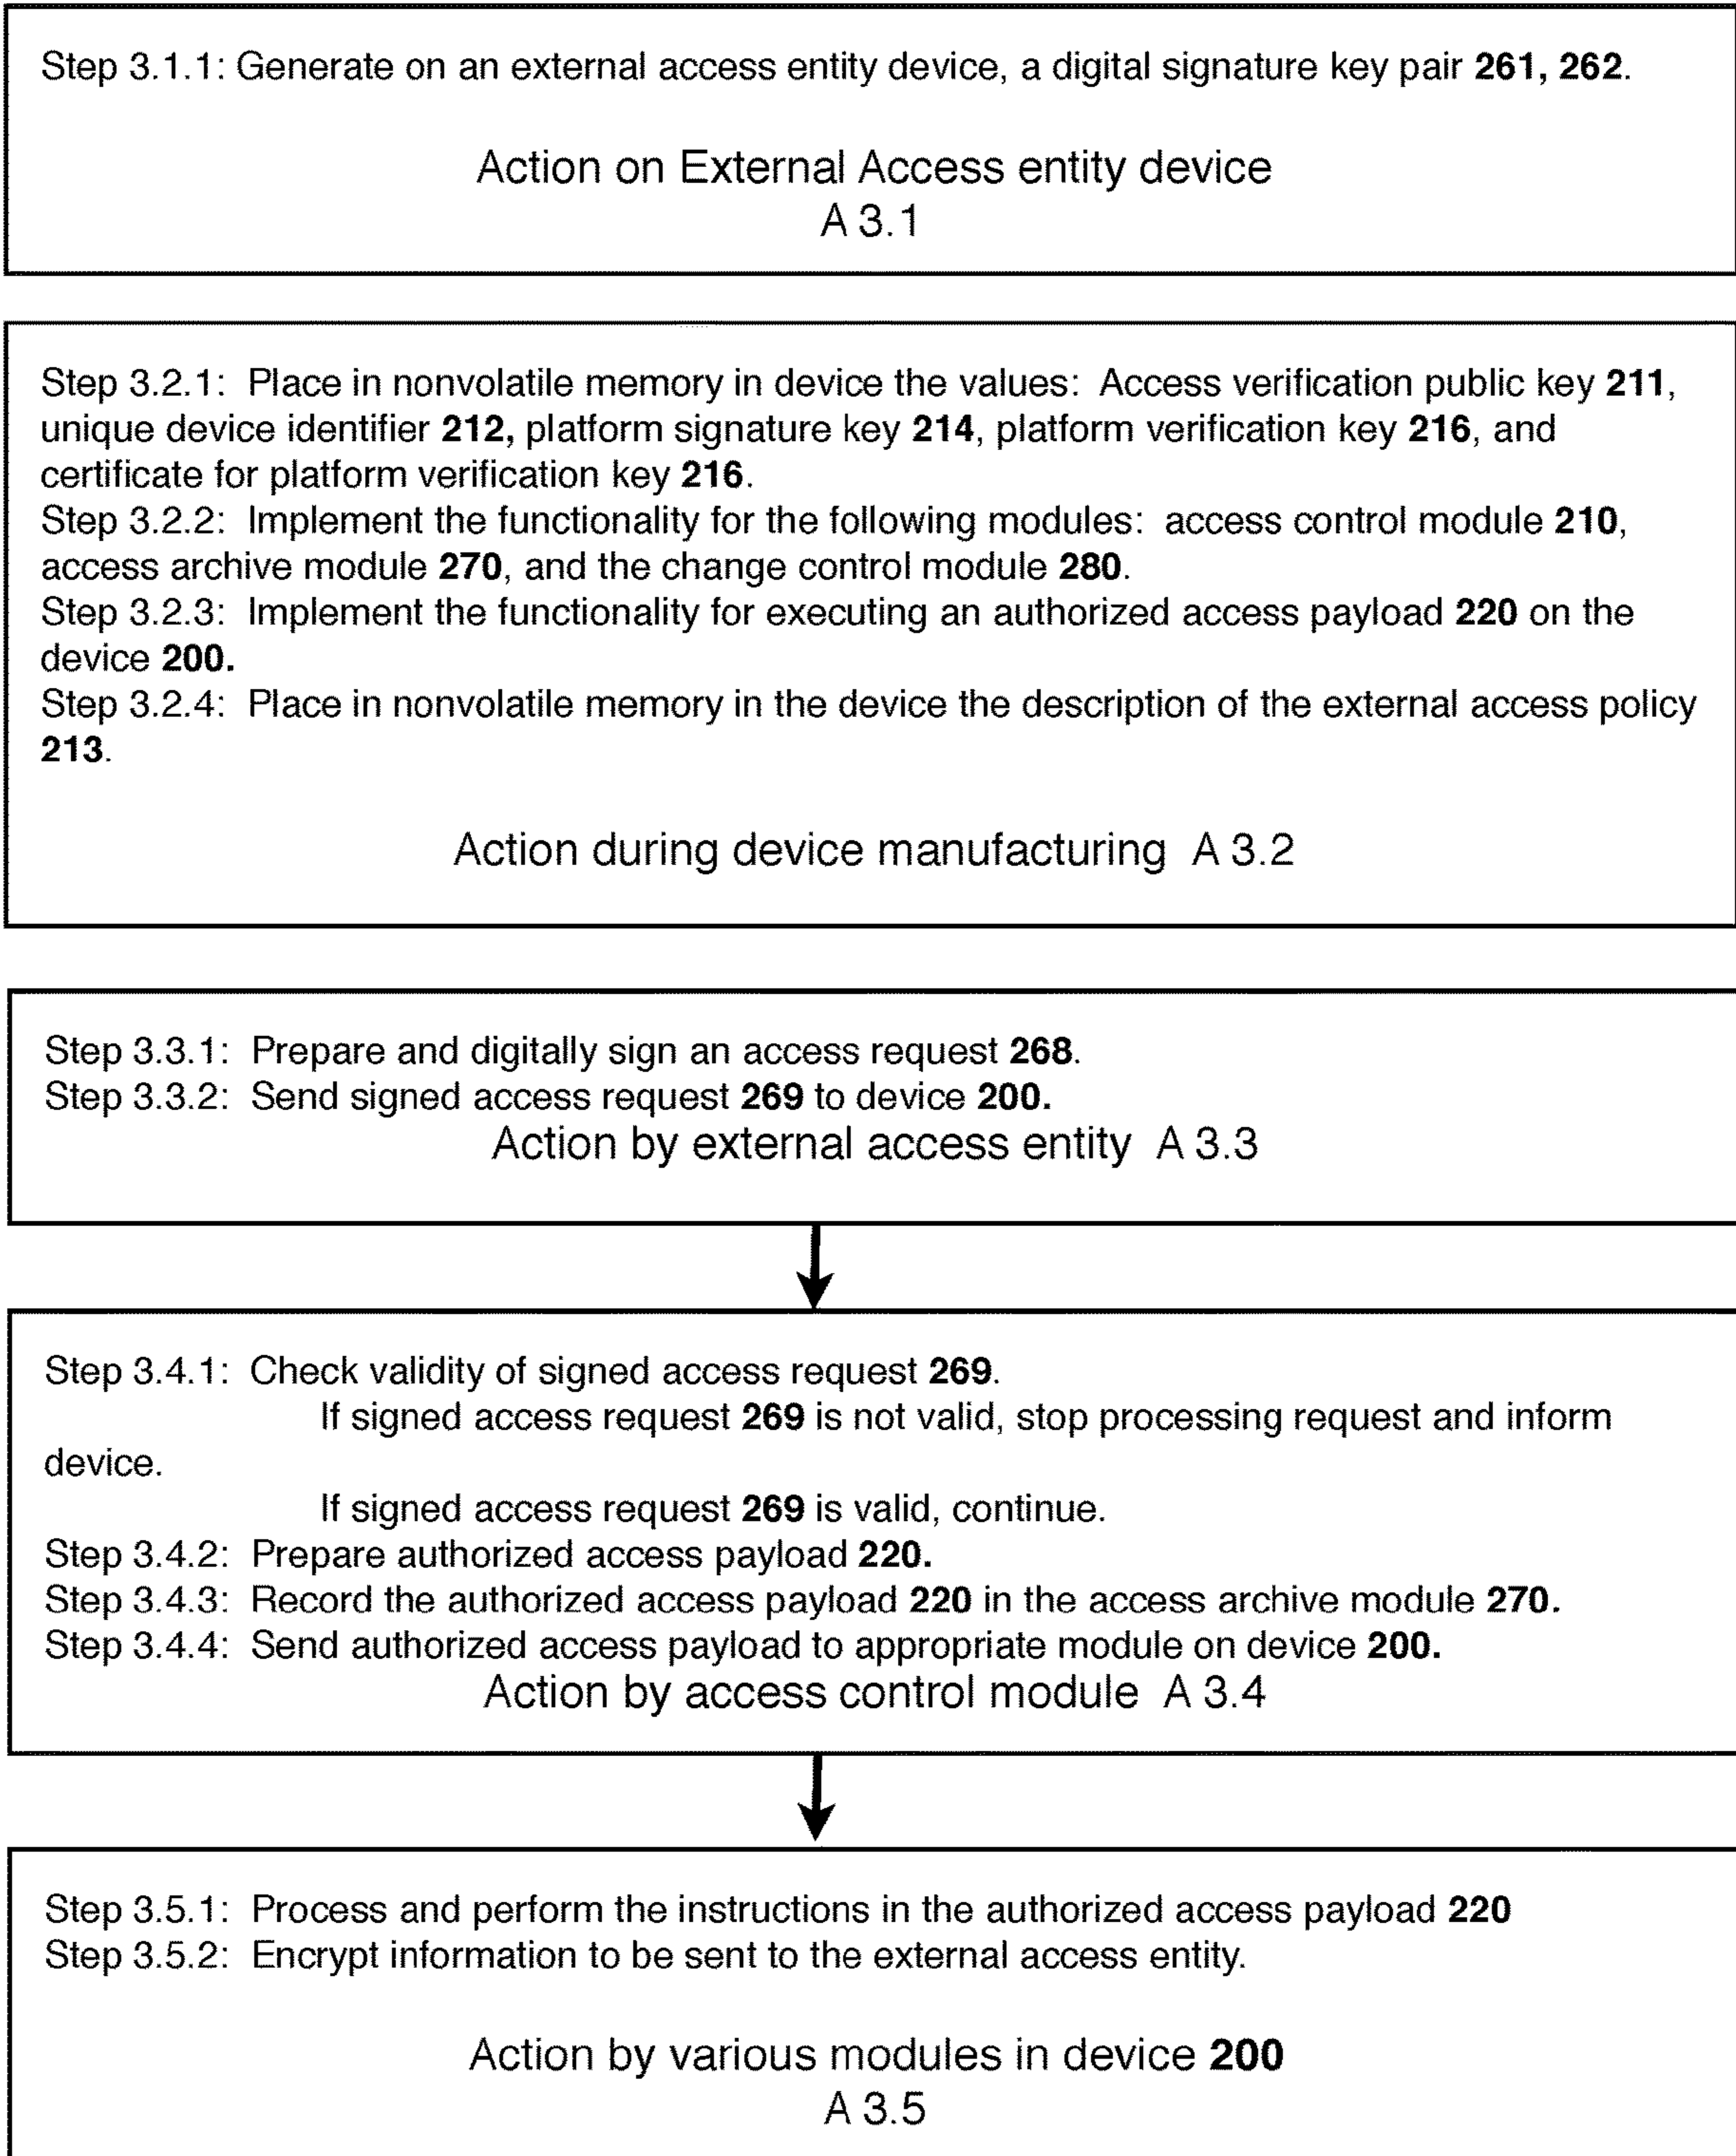 Step 3.1.1: Generate on an external access entity device, a digital signature key pair 261, 262.
Action on External Access entity device
A 3.1
Step 3.2.1: Place in nonvolatile memory in device the values: Access verification public key 211,
unique device identifier 212, platform signature key 214, platform verification key 216, and
certificate for platform verification key 216.
Step 3.2.2: Implement the functionality for the following modules: access control module 210,
access archive module 270, and the change control module 280.
Step 3.2.3: Implement the functionality for executing an authorized access payload 220 on the
device 200.
Step 3.2.4: Place in nonvolatile memory in the device the description of the external access policy
213.
Action during device manufacturing A 3.2
Step 3.3.1: Prepare and digitally sign an access request 268.
Step 3.3.2: Send signed access request 269 to device 200.
Action by external access entity A 3.3
Step 3.4.1: Check validity of signed access request 269.
If signed access request 269 is not valid, stop processing request and inform
device.
If signed access request 269 is valid, continue.
Step 3.4.2: Prepare authorized access payload 220.
Step 3.4.3: Record the authorized access payload 220 in the access archive module 270.
Step 3.4.4: Send authorized access payload to appropriate module on device 200.
Action by access control module A 3.4
Step 3.5.1: Process and perform the instructions in the authorized access payload 220
Step 3.5.2: Encrypt information to be sent to the external access entity.
Action by various modules in device 200
A 3.5